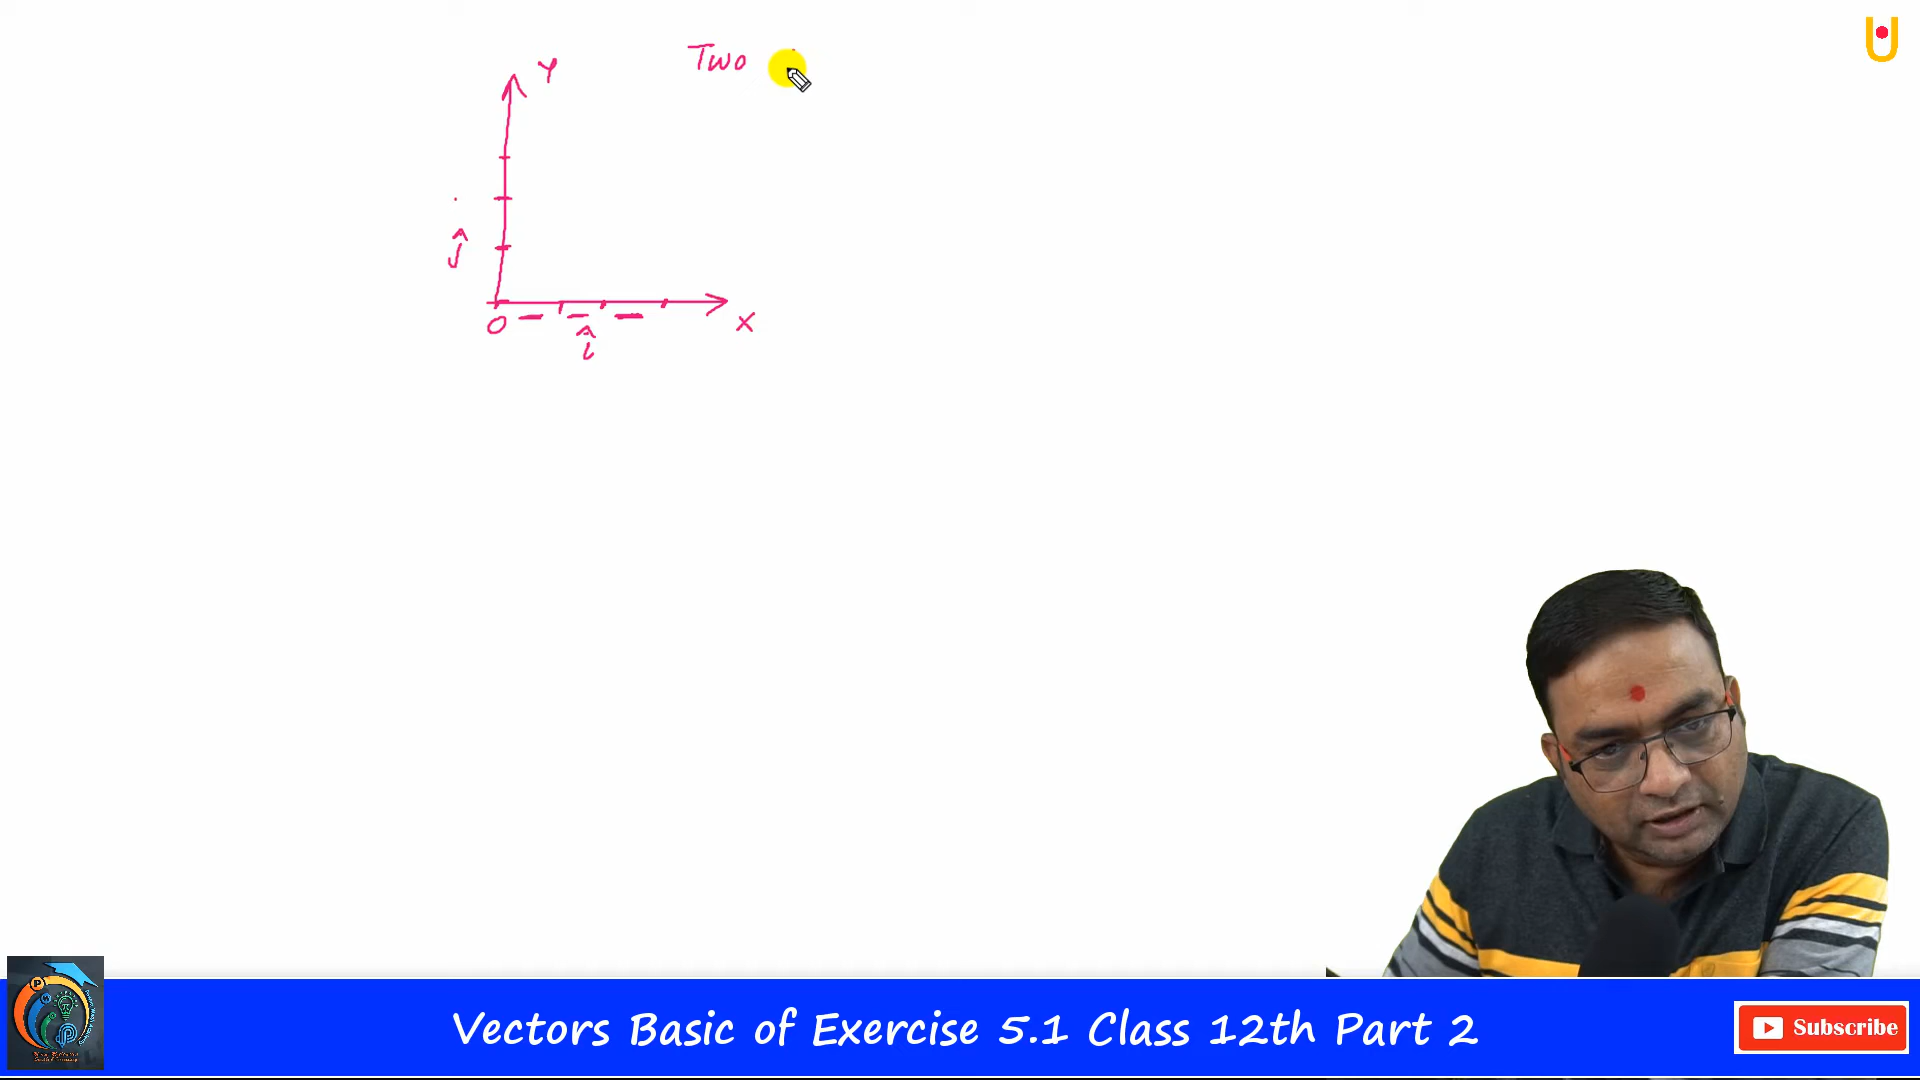 Y
Two
ĵ
O
î
X
Vectors Basic of Exercise 5.1 Class 12th Part 2
Subscribe